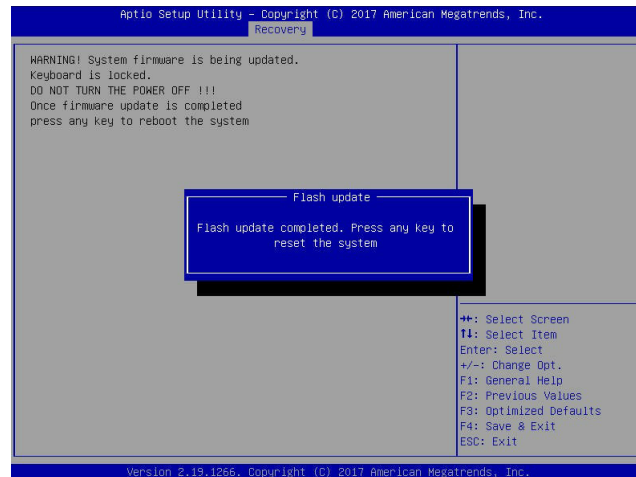 Aptio Setup Utility – Copyright (C) 2017 American Megatrends, Inc.
Recovery
WARNING! System firmware is being updated.
Keyboard is locked.
DO NOT TURN THE POWER OFF !!!
Once firmware update is completed
press any key to reboot the system
Flash update
Flash update completed. Press any key to
reset the system
→←: Select Screen
↑↓: Select Item
Enter: Select
+/-: Change Opt.
F1: General Help
F2: Previous Values
F3: Optimized Defaults
F4: Save & Exit
ESC: Exit
Version 2.19.1266. Copyright (C) 2017 American Megatrends, Inc.